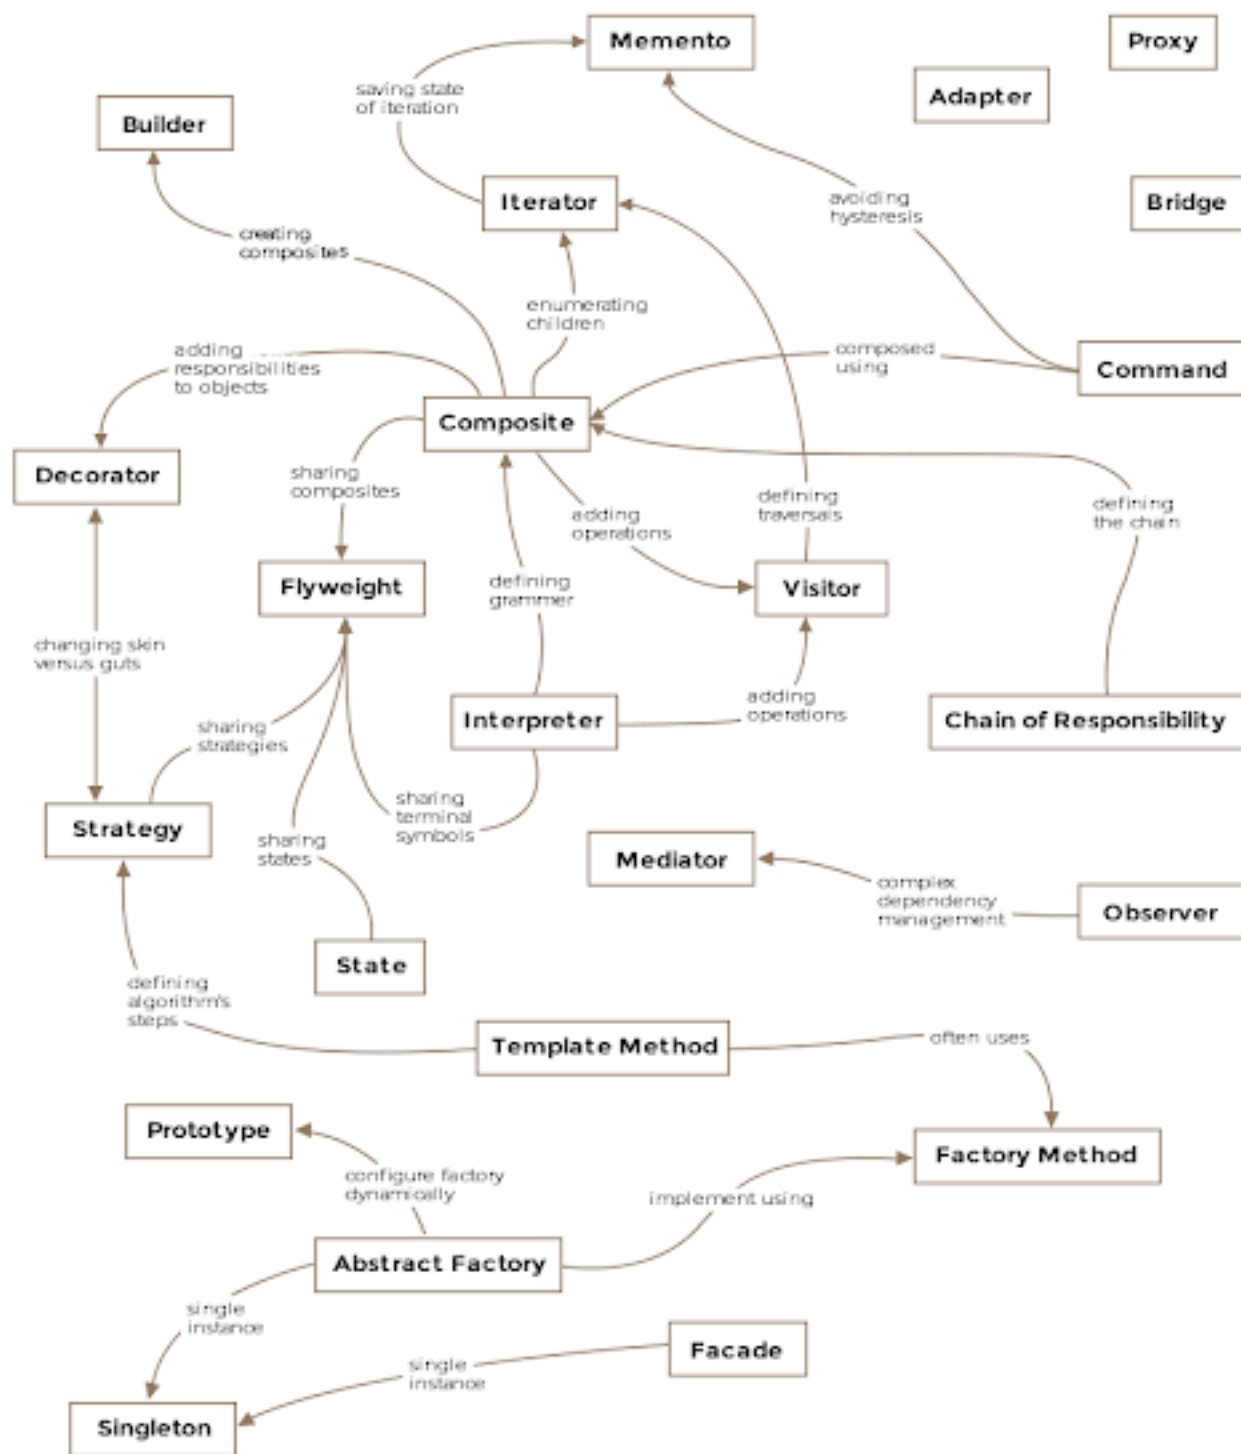 Memento
Proxy
Adapter
saving state
of iteration
Builder
Iterator
avoiding
hysteresis
Bridge
creating
composites
enumerating
children
adding
responsibilities
to objects
composed
using
Command
Composite
Decorator
sharing
composites
adding
operations
defining
traversals
defining
the chain
Flyweight
defining
grammer
Visitor
changing skin
versus guts
sharing
strategies
Interpreter
adding
operations
Chain of Responsibility
Strategy
sharing
states
sharing
terminal
symbols
Mediator
complex
dependency
management
Observer
State
defining
algorithm's
steps
Template Method
often uses
Prototype
Factory Method
configure factory
dynamically
implement using
Abstract Factory
single
instance
Facade
single
instance
Singleton